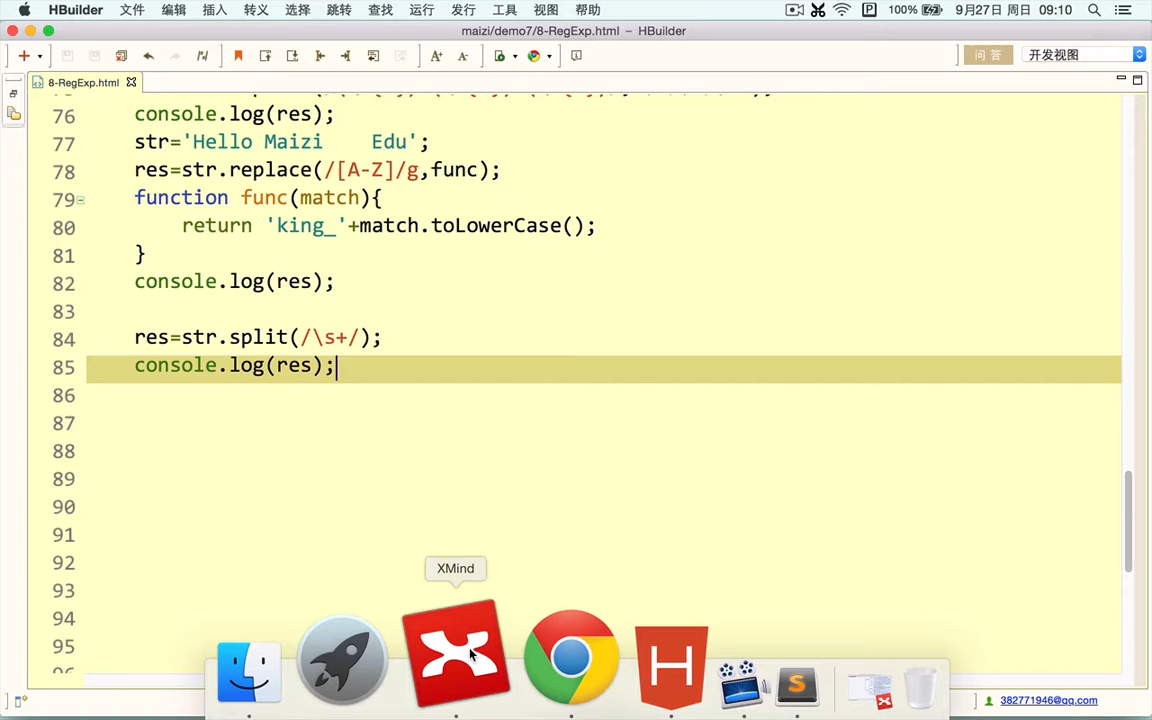 HBuilder 文件 编辑 插入 转义 选择 跳转 查找 运行 发行 工具 视图 帮助 100% 9月27日 周日 09:10
maizi/demo7/8-RegExp.html – HBuilder
问 答 开发视图
8-RegExp.html
76 console.log(res);
77 str='Hello Maizi    Edu';
78 res=str.replace(/[A-Z]/g,func);
79 function func(match){
80 return 'king_'+match.toLowerCase();
81 }
82 console.log(res);
83
84 res=str.split(/\s+/);
85 console.log(res);
86
87
88
89
90
91
92
93
94
95
XMind
382771946@qq.com